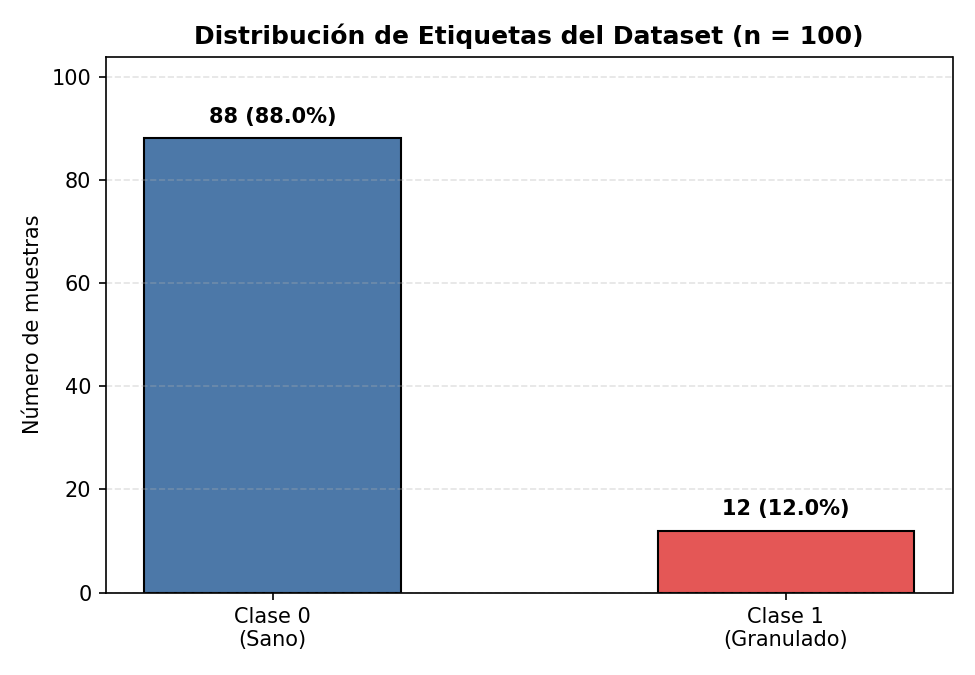 Distribución de Etiquetas del Dataset (n = 100)
100
80
60
40
20
0
Número de muestras
88 (88.0%)
12 (12.0%)
Clase 0
(Sano)
Clase 1
(Granulado)